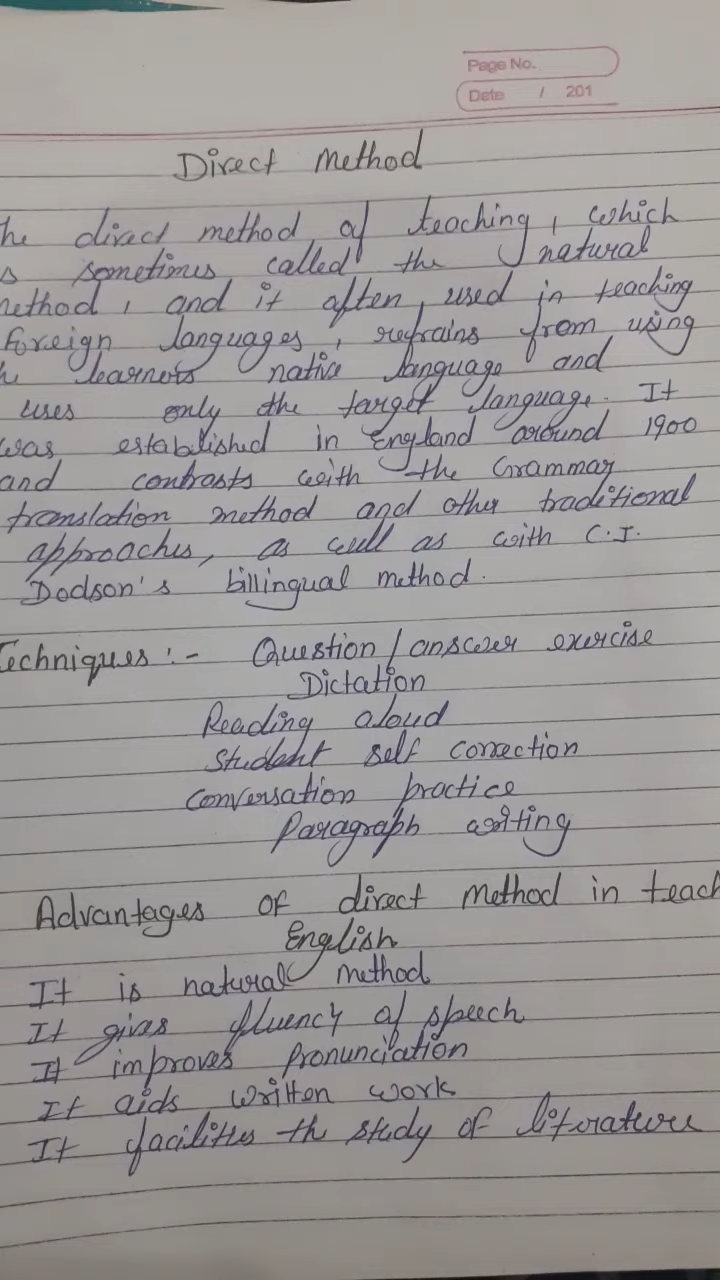 Page No.
Date / 201
Direct Method
he direct method of teaching, which
s sometimes called the natural
nethod, and it often, used in teaching
foreign languages, refrains from using
he learners native language and
uses only the target language. It
was established in England around 1900
and contrasts with the Grammar
translation method and other traditional
approaches, as well as with C.J.
Dodson's billingual method.
Techniques :- Question/answer exercise
Dictation
Reading aloud
Student self correction
Conversation practice
Paragraph writing
Advantages of direct Method in teach
English
It is natural method
It gives fluency of speech
It improves Pronunciation
It aids written work
It facilities the study of literature